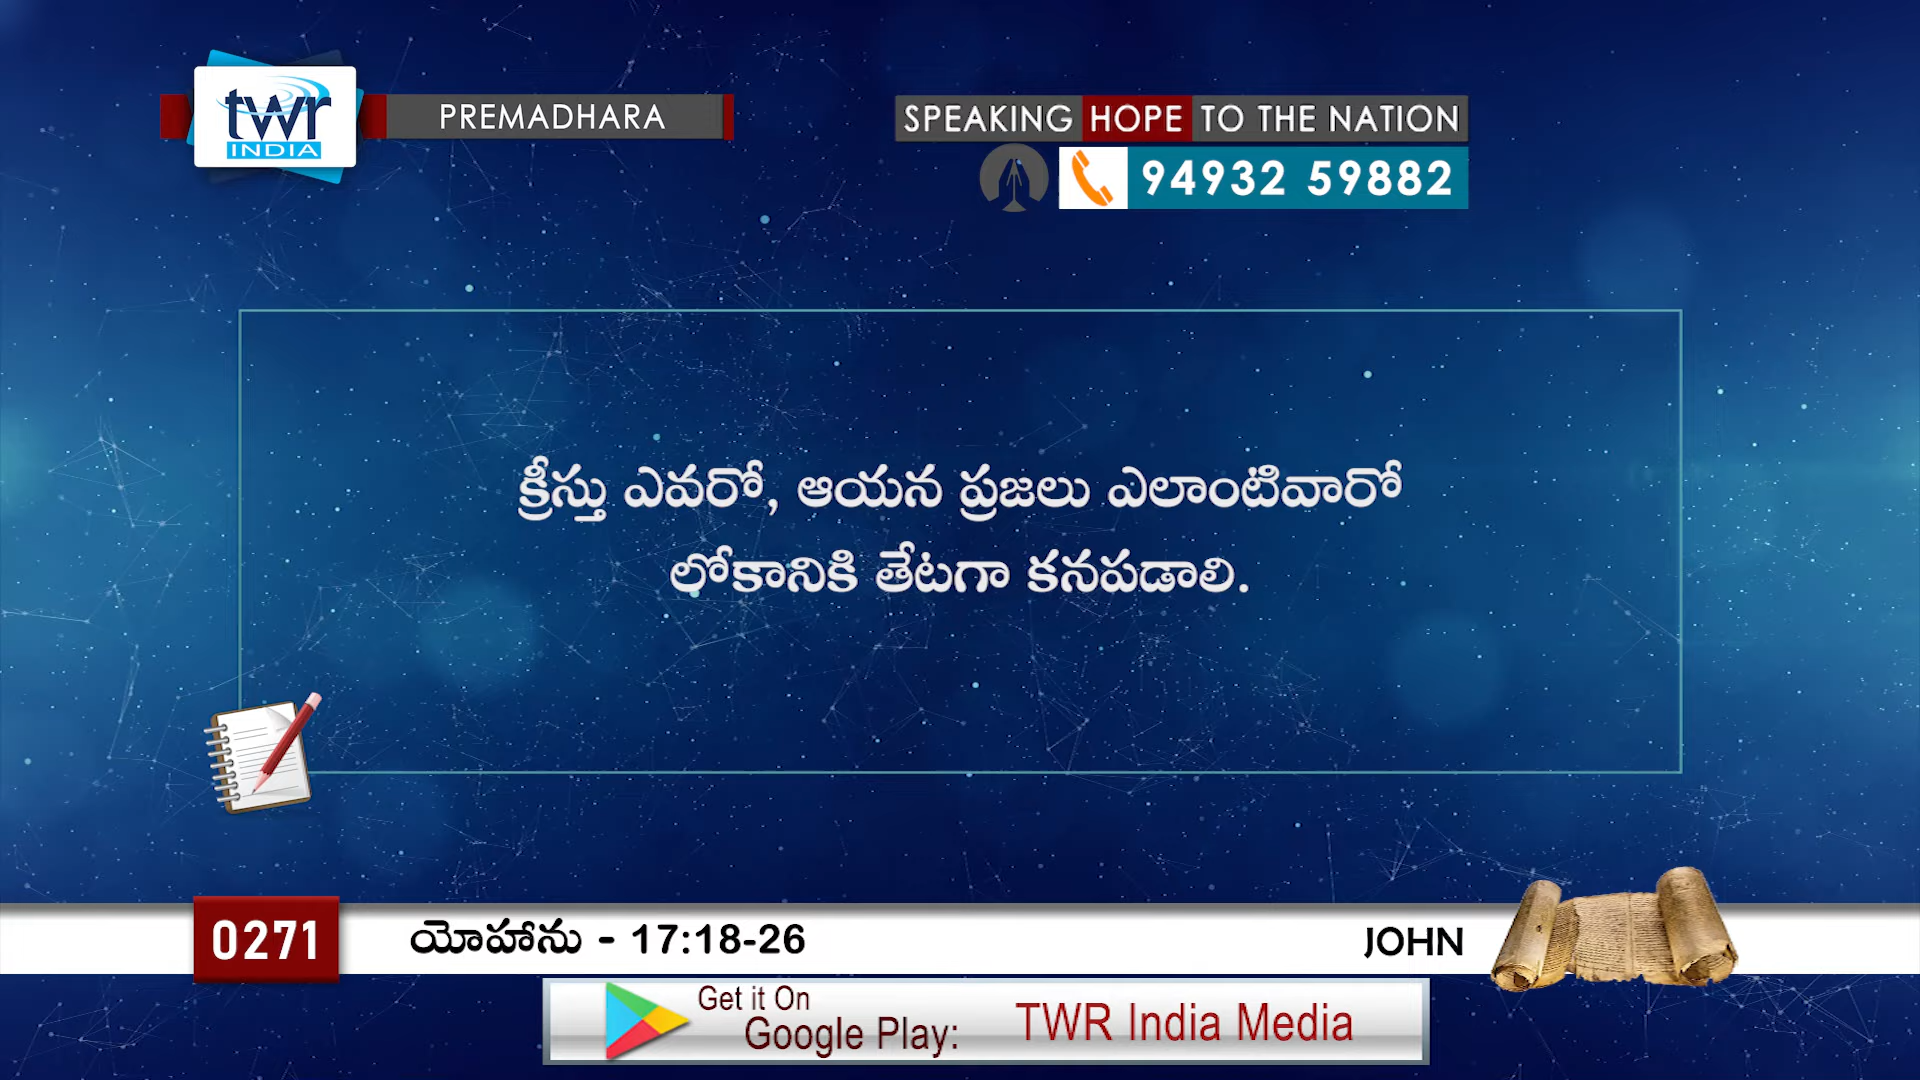 twr
INDIA
PREMADHARA
SPEAKING HOPE TO THE NATION
94932 59882
క్రీస్తు ఎవరో, ఆయన ప్రజలు ఎలాంటివారో
లోకానికి తేటగా కనపడాలి.
0271
యోహాను - 17:18-26
JOHN
Get it On
Google Play:
TWR India Media